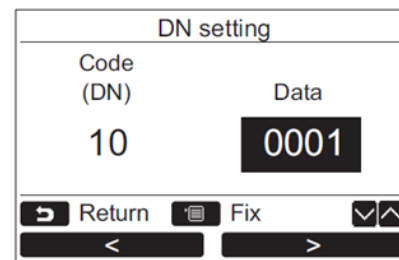 DN setting
Code
(DN) Data
10 0001
Return Fix
< >